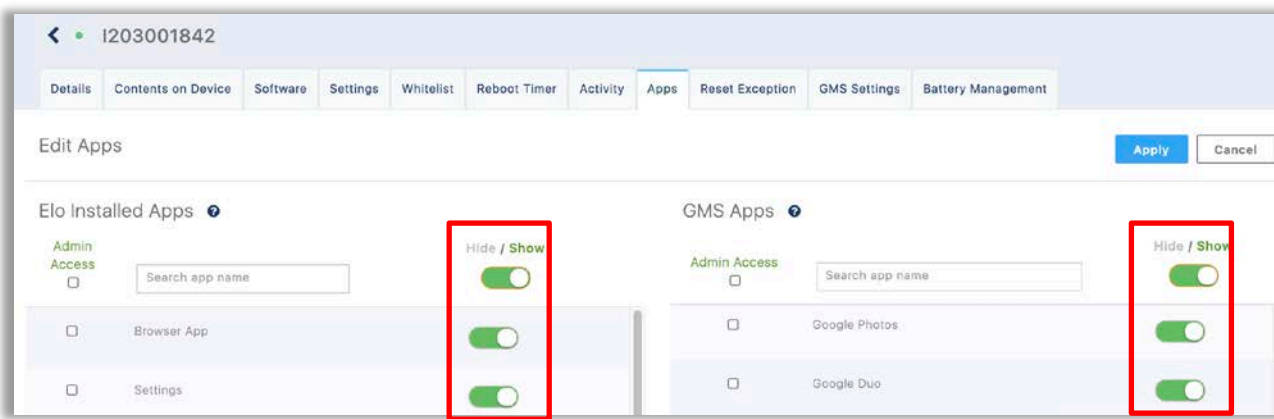 I203001842
Details Contents on Device Software Settings Whitelist Reboot Timer Activity Apps Reset Exception GMS Settings Battery Management
Edit Apps
Apply Cancel
Elo Installed Apps ?
Admin Access
Search app name
Hide / Show
Browser App
Settings
GMS Apps ?
Admin Access
Search app name
Hide / Show
Google Photos
Google Duo